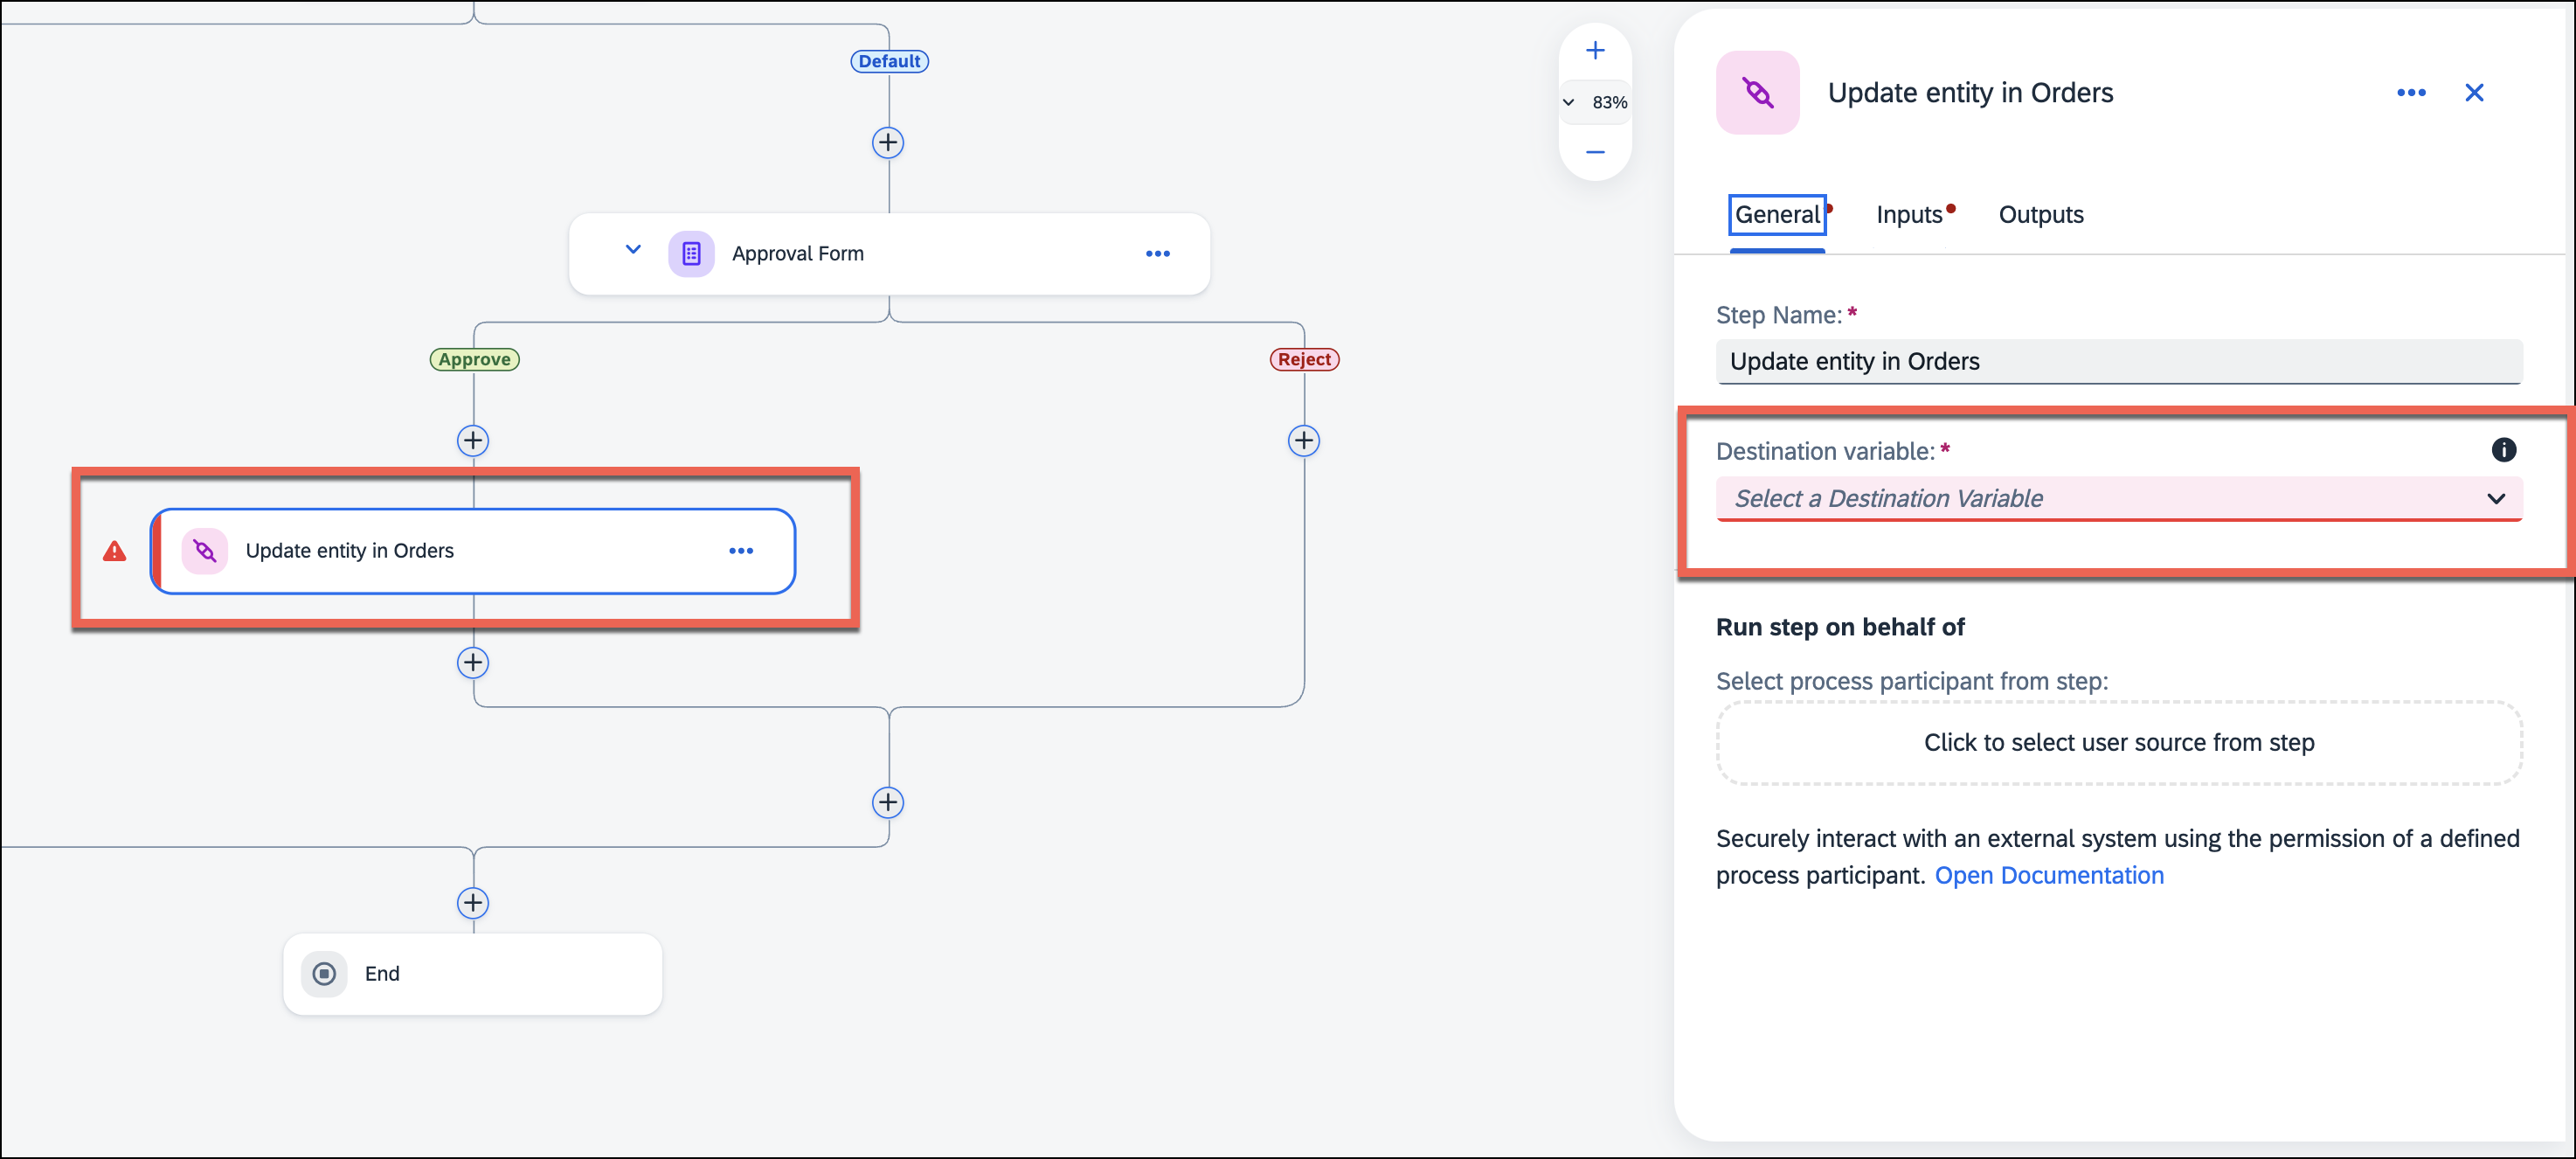 Default
83%
Approval Form
Approve
Reject
Update entity in Orders
End
Update entity in Orders
General Inputs Outputs
Step Name: *
Update entity in Orders
Destination variable: *
Select a Destination Variable
Run step on behalf of
Select process participant from step:
Click to select user source from step
Securely interact with an external system using the permission of a defined
process participant. Open Documentation